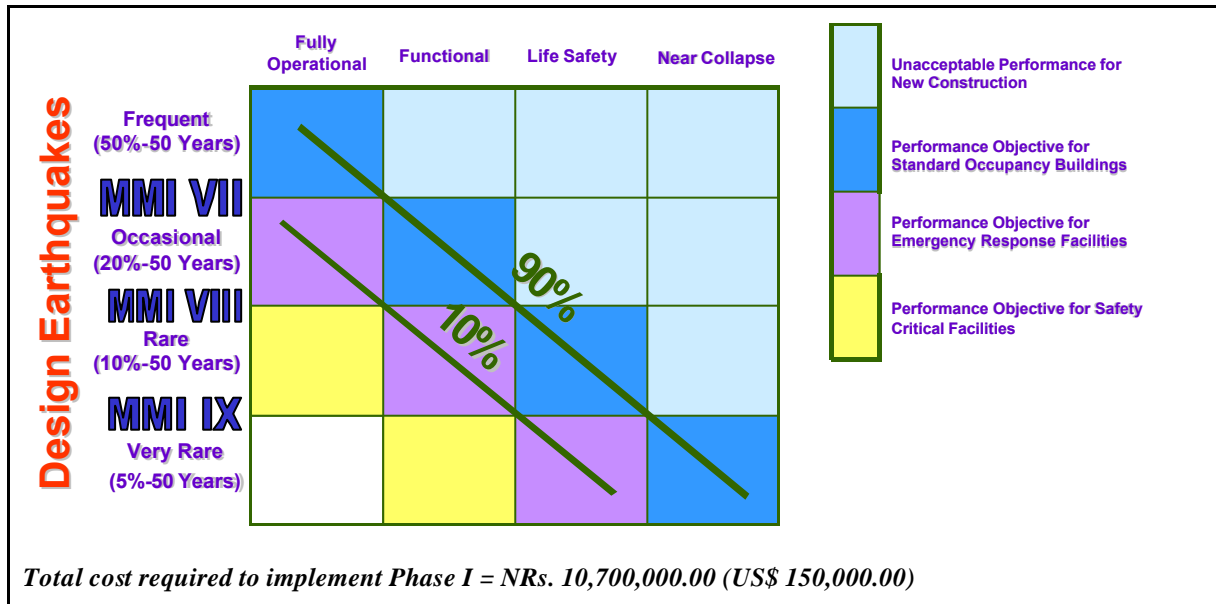 Fully
Operational
Functional
Life Safety
Near Collapse
Design Earthquakes
Frequent
(50%-50 Years)
MMI VII
Occasional
(20%-50 Years)
MMI VIII
Rare
(10%-50 Years)
MMI IX
Very Rare
(5%-50 Years)
90%
10%
Unacceptable Performance for
New Construction
Performance Objective for
Standard Occupancy Buildings
Performance Objective for
Emergency Response Facilities
Performance Objective for Safety
Critical Facilities
Total cost required to implement Phase I = NRs. 10,700,000.00 (US$ 150,000.00)